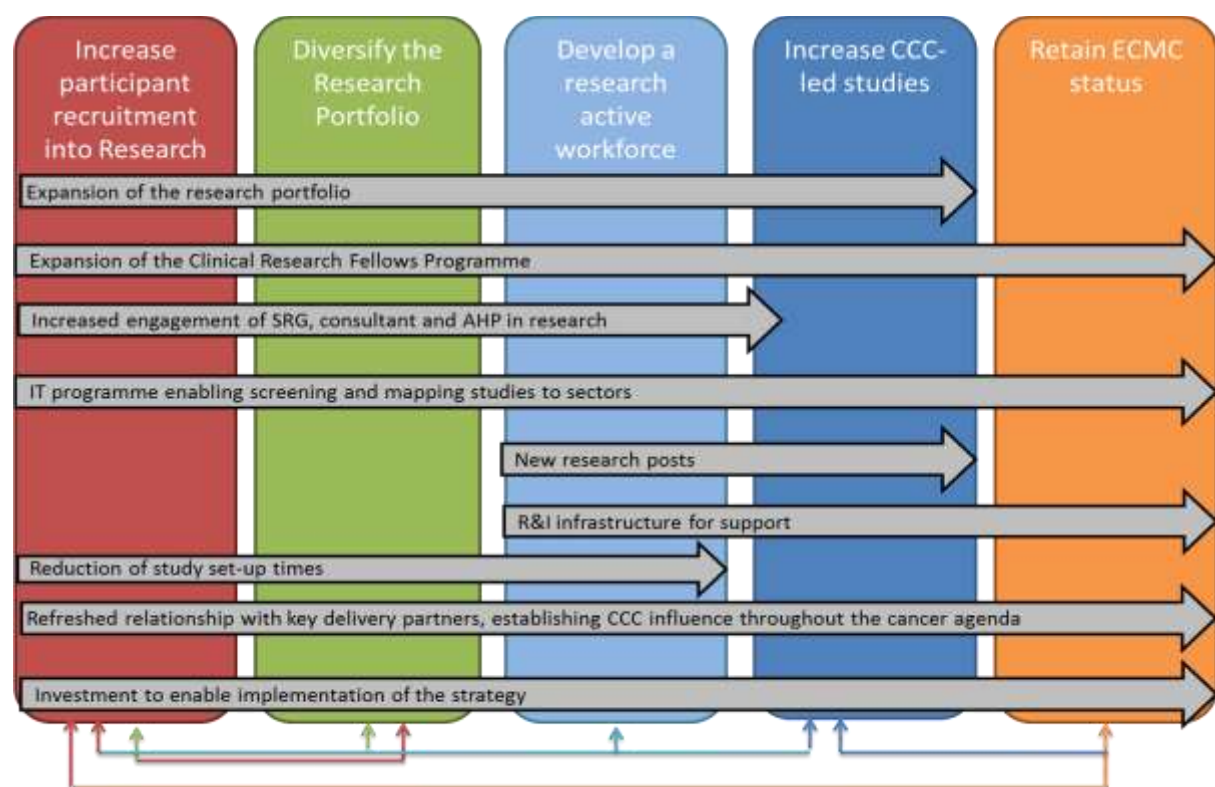 Increase
participant
recruitment
into Research
Diversify the
Research
Portfolio
Develop a
research
active
workforce
Increase CCC-
led studies
Retain ECMC
status
Expansion of the research portfolio
Expansion of the Clinical Research Fellows Programme
Increased engagement of SRG, consultant and AHP in research
IT programme enabling screening and mapping studies to sectors
New research posts
R&I infrastructure for support
Reduction of study set-up times
Refreshed relationship with key delivery partners, establishing CCC influence throughout the cancer agenda
Investment to enable implementation of the strategy